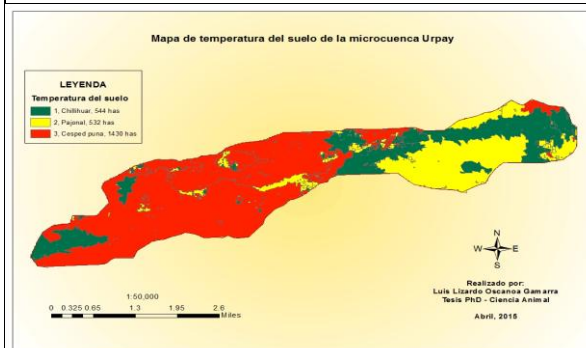 Mapa de temperatura del suelo de la microcuenca Urpay
LEYENDA
Temperatura del suelo
1, Chillihuar, 544 has
2. Pajonal, 532 has
3, Cesped puna, 1430 has
N
W E
S
Realizado por:
Luis Lizardo Oscanoa Gamarra
Tesis PhD - Ciencia Animal
Abril, 2015
1:50,000
0 0.325 0.65 1.3 1.95 2.6
Miles